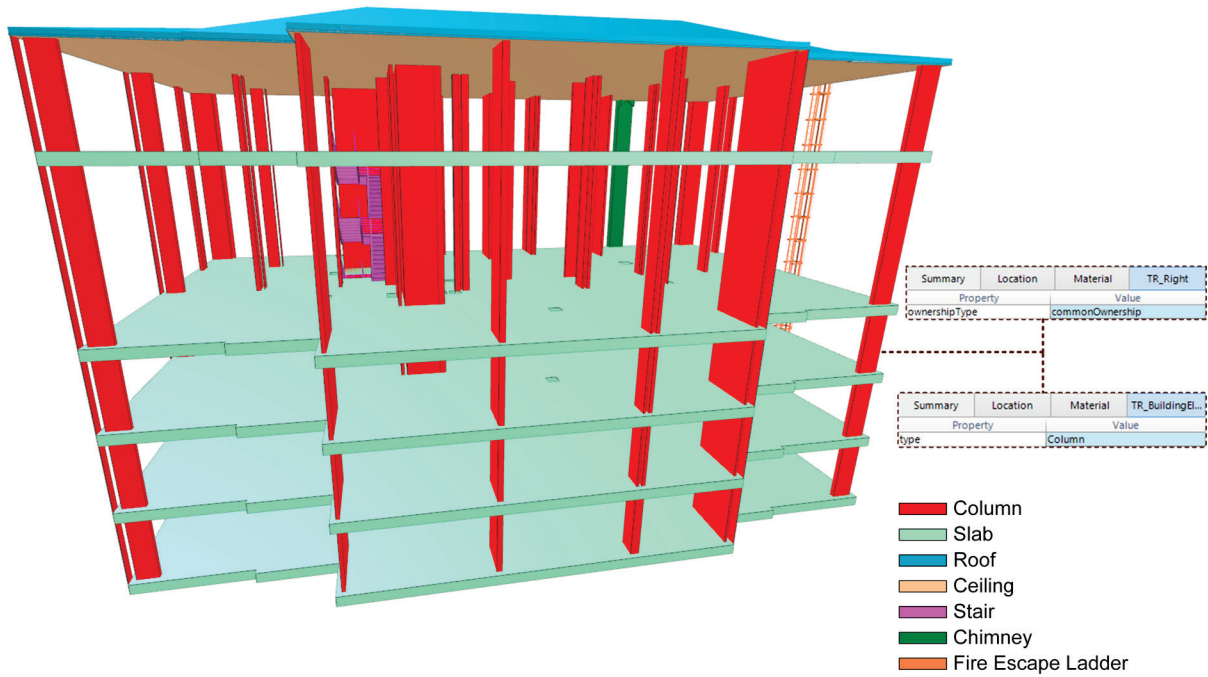 Summary Location Material TR_Right
Property Value
ownershipType commonOwnership
Summary Location Material TR_BuildingEl...
Property Value
type Column
Column
Slab
Roof
Ceiling
Stair
Chimney
Fire Escape Ladder